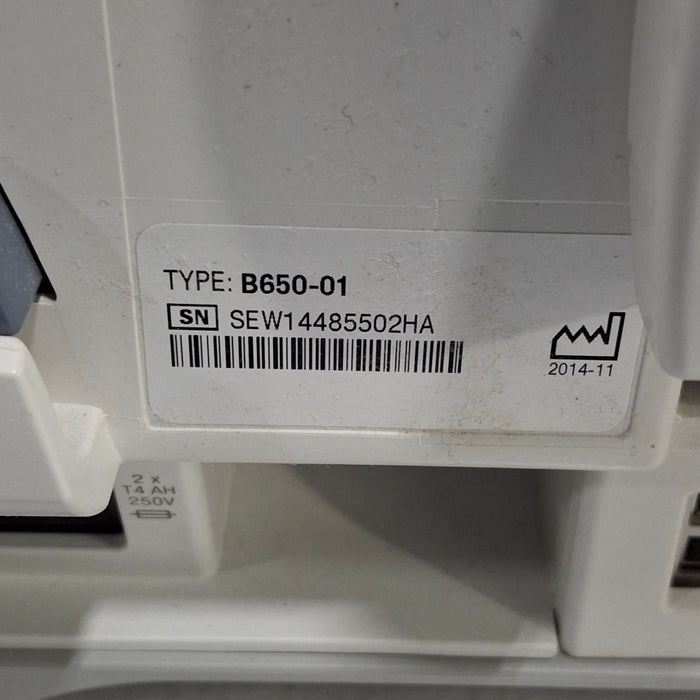 TYPE: B650-01
SN SEW14485502HA
2014-11
2 x
T4 AH
250V